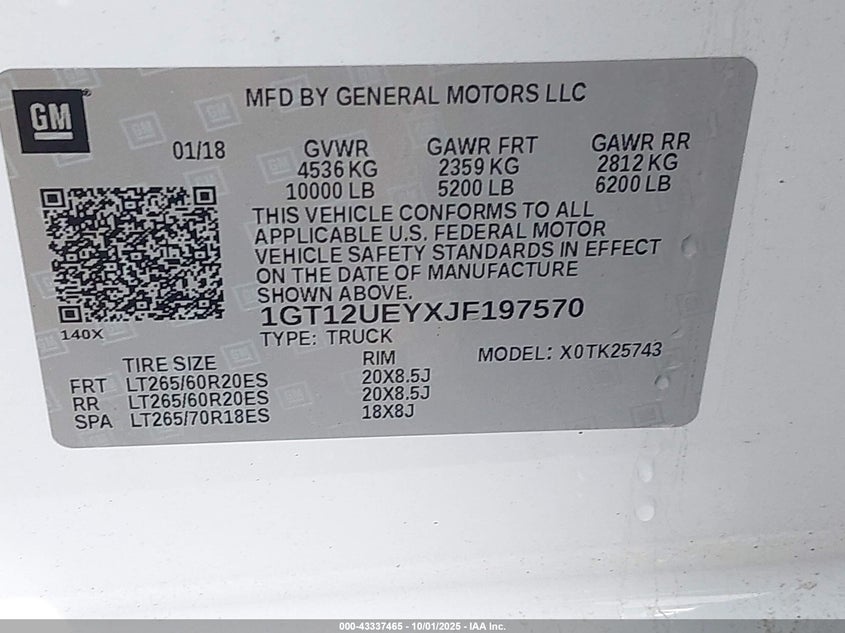 GM
MFD BY GENERAL MOTORS LLC
01/18 GVWR GAWR FRT GAWR RR
4536 KG 2359 KG 2812 KG
10000 LB 5200 LB 6200 LB
THIS VEHICLE CONFORMS TO ALL
APPLICABLE U.S. FEDERAL MOTOR
VEHICLE SAFETY STANDARDS IN EFFECT
ON THE DATE OF MANUFACTURE
SHOWN ABOVE.
1GT12UEYXJF197570
140X
TYPE: TRUCK
TIRE SIZE RIM MODEL: X0TK25743
FRT LT265/60R20ES 20X8.5J
RR LT265/60R20ES 20X8.5J
SPA LT265/70R18ES 18X8J
000-43337465 - 10/01/2025 - IAA Inc.